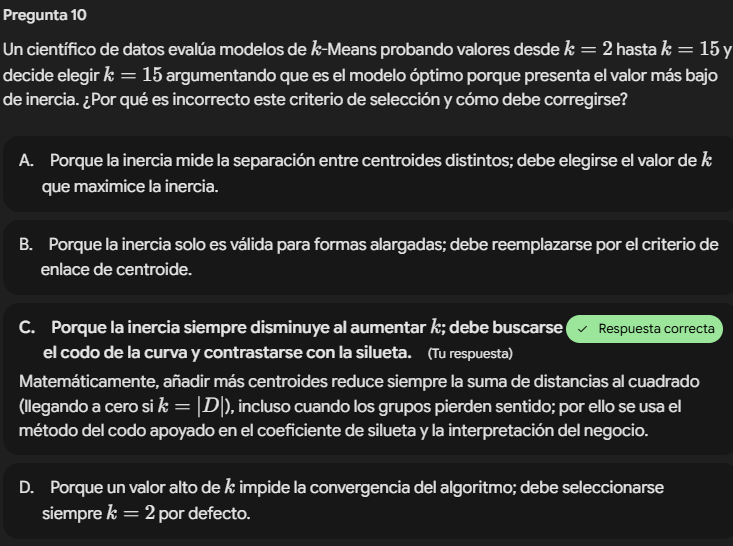 Pregunta 10
Un científico de datos evalúa modelos de k-Means probando valores desde k = 2 hasta k = 15 y
decide elegir k = 15 argumentando que es el modelo óptimo porque presenta el valor más bajo
de inercia. ¿Por qué es incorrecto este criterio de selección y cómo debe corregirse?
A. Porque la inercia mide la separación entre centroides distintos; debe elegirse el valor de k
que maximice la inercia.
B. Porque la inercia solo es válida para formas alargadas; debe reemplazarse por el criterio de
enlace de centroide.
C. Porque la inercia siempre disminuye al aumentar k; debe buscarse ✓ Respuesta correcta
el codo de la curva y contrastarse con la silueta. (Tu respuesta)
Matemáticamente, añadir más centroides reduce siempre la suma de distancias al cuadrado
(llegando a cero si k = |D|), incluso cuando los grupos pierden sentido; por ello se usa el
método del codo apoyado en el coeficiente de silueta y la interpretación del negocio.
D. Porque un valor alto de k impide la convergencia del algoritmo; debe seleccionarse
siempre k = 2 por defecto.